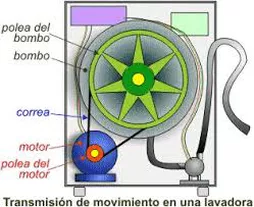 polea del
bombo
bombo
correa
motor
polea del
motor
Transmisión de movimiento en una lavadora